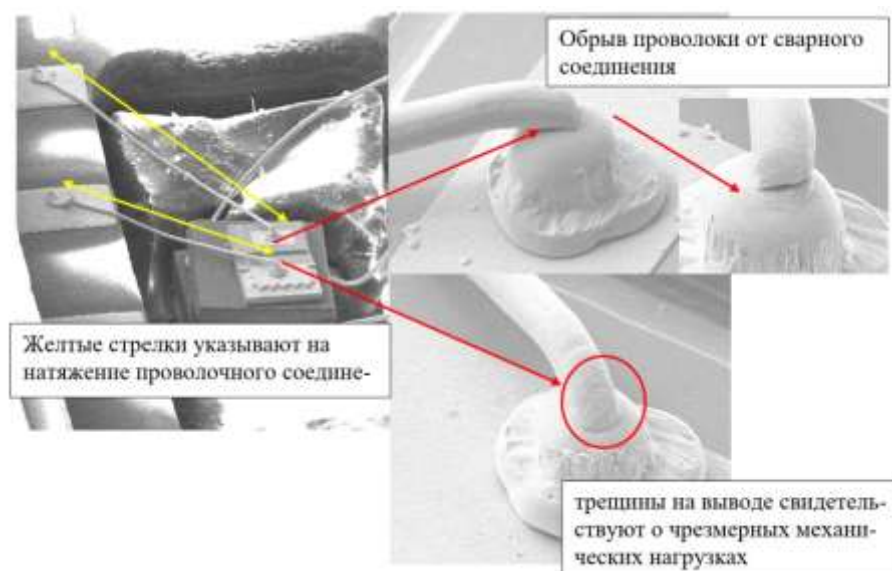 Обрыв проволоки от сварного
соединения
Желтые стрелки указывают на
натяжение проволочного соедине-
трещины на выводе свидетель-
ствуют о чрезмерных механи-
ческих нагрузках